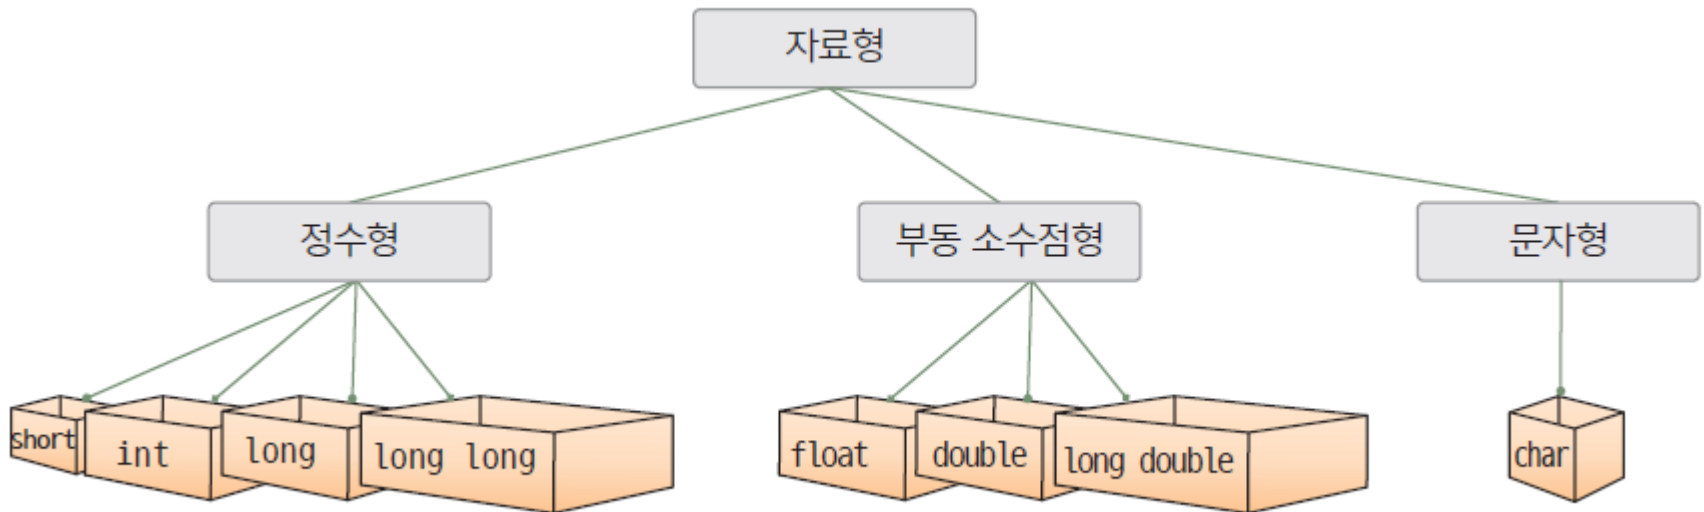 자료형
정수형
부동 소수점형
문자형
short
int
long
long long
float
double
long double
char